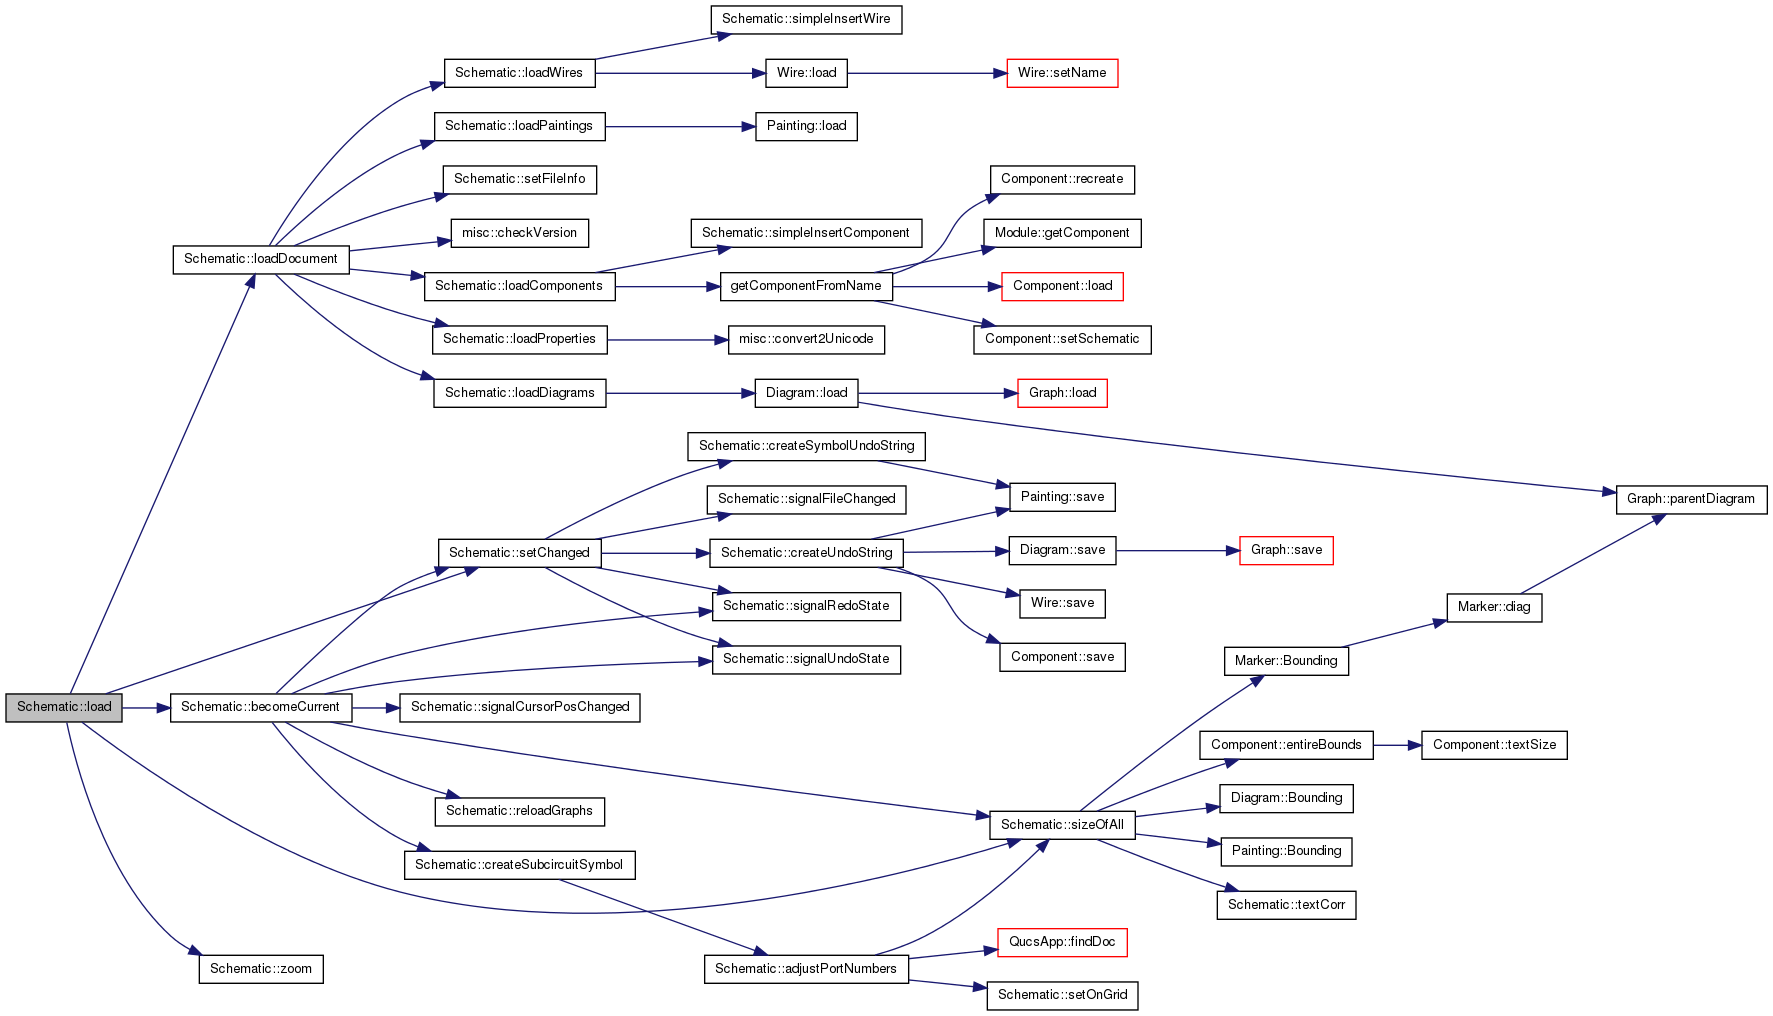 Schematic::simpleInsertWire
Schematic::loadWires
Wire::load
Wire::setName
Schematic::loadPaintings
Painting::load
Schematic::setFileInfo
Component::recreate
misc::checkVersion
Schematic::simpleInsertComponent
Module::getComponent
Schematic::loadDocument
Schematic::loadComponents
getComponentFromName
Component::load
Schematic::loadProperties
misc::convert2Unicode
Component::setSchematic
Schematic::loadDiagrams
Diagram::load
Graph::load
Schematic::createSymbolUndoString
Schematic::signalFileChanged
Painting::save
Graph::parentDiagram
Schematic::setChanged
Schematic::createUndoString
Diagram::save
Graph::save
Schematic::signalRedoState
Wire::save
Marker::diag
Schematic::signalUndoState
Component::save
Marker::Bounding
Schematic::load
Schematic::becomeCurrent
Schematic::signalCursorPosChanged
Component::entireBounds
Component::textSize
Schematic::reloadGraphs
Diagram::Bounding
Schematic::sizeOfAll
Painting::Bounding
Schematic::createSubcircuitSymbol
Schematic::textCorr
QucsApp::findDoc
Schematic::zoom
Schematic::adjustPortNumbers
Schematic::setOnGrid